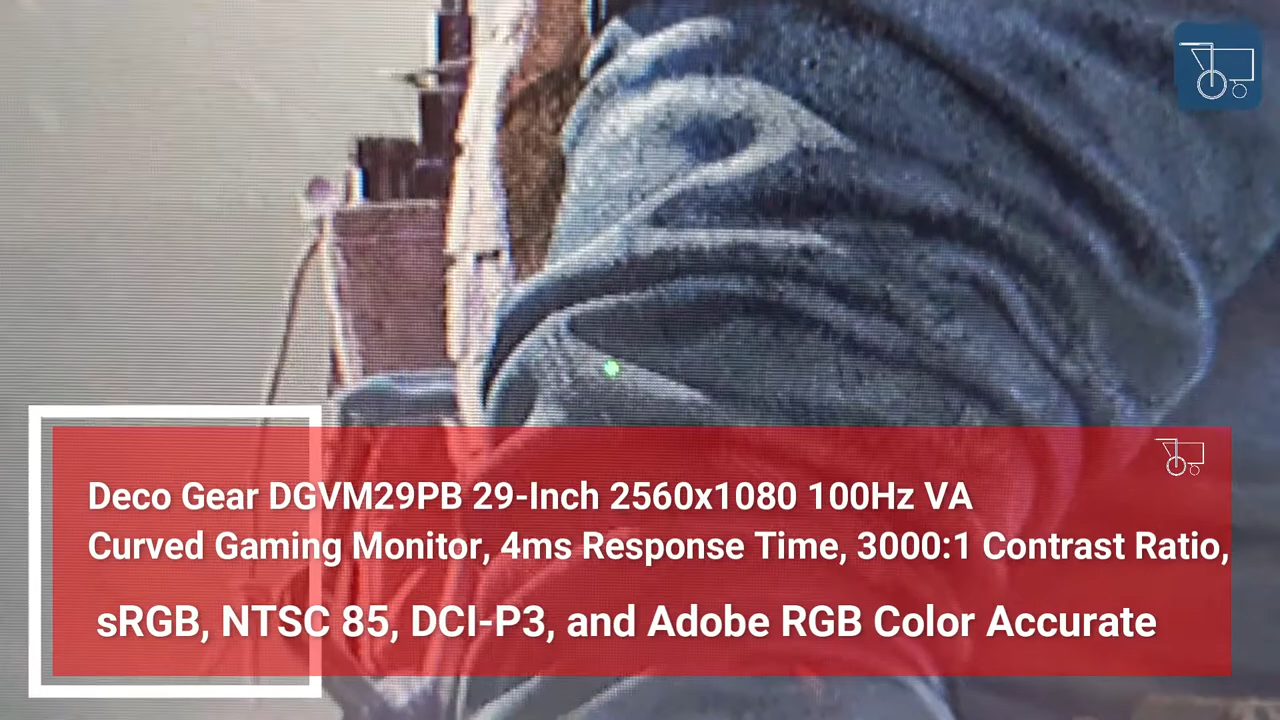 Deco Gear DGVM29PB 29-Inch 2560x1080 100Hz VA
Curved Gaming Monitor, 4ms Response Time, 3000:1 Contrast Ratio,
sRGB, NTSC 85, DCI-P3, and Adobe RGB Color Accurate